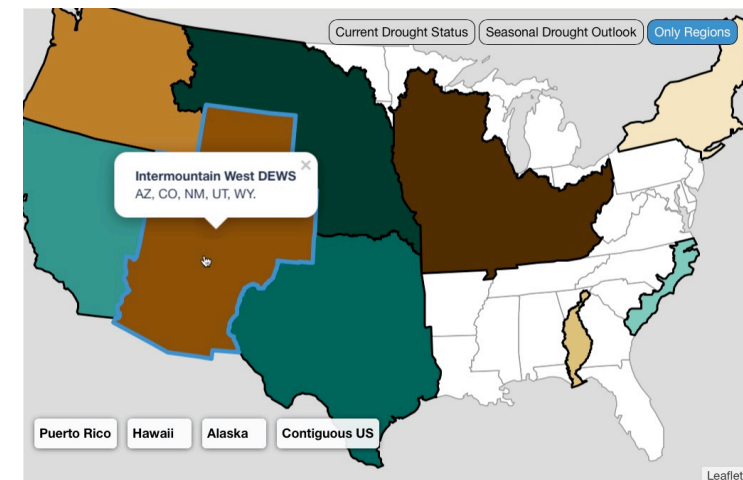 Current Drought Status
Seasonal Drought Outlook
Only Regions
Intermountain West DEWS
×
AZ, CO, NM, UT, WY.
Puerto Rico
Hawaii
Alaska
Contiguous US
Leaflet